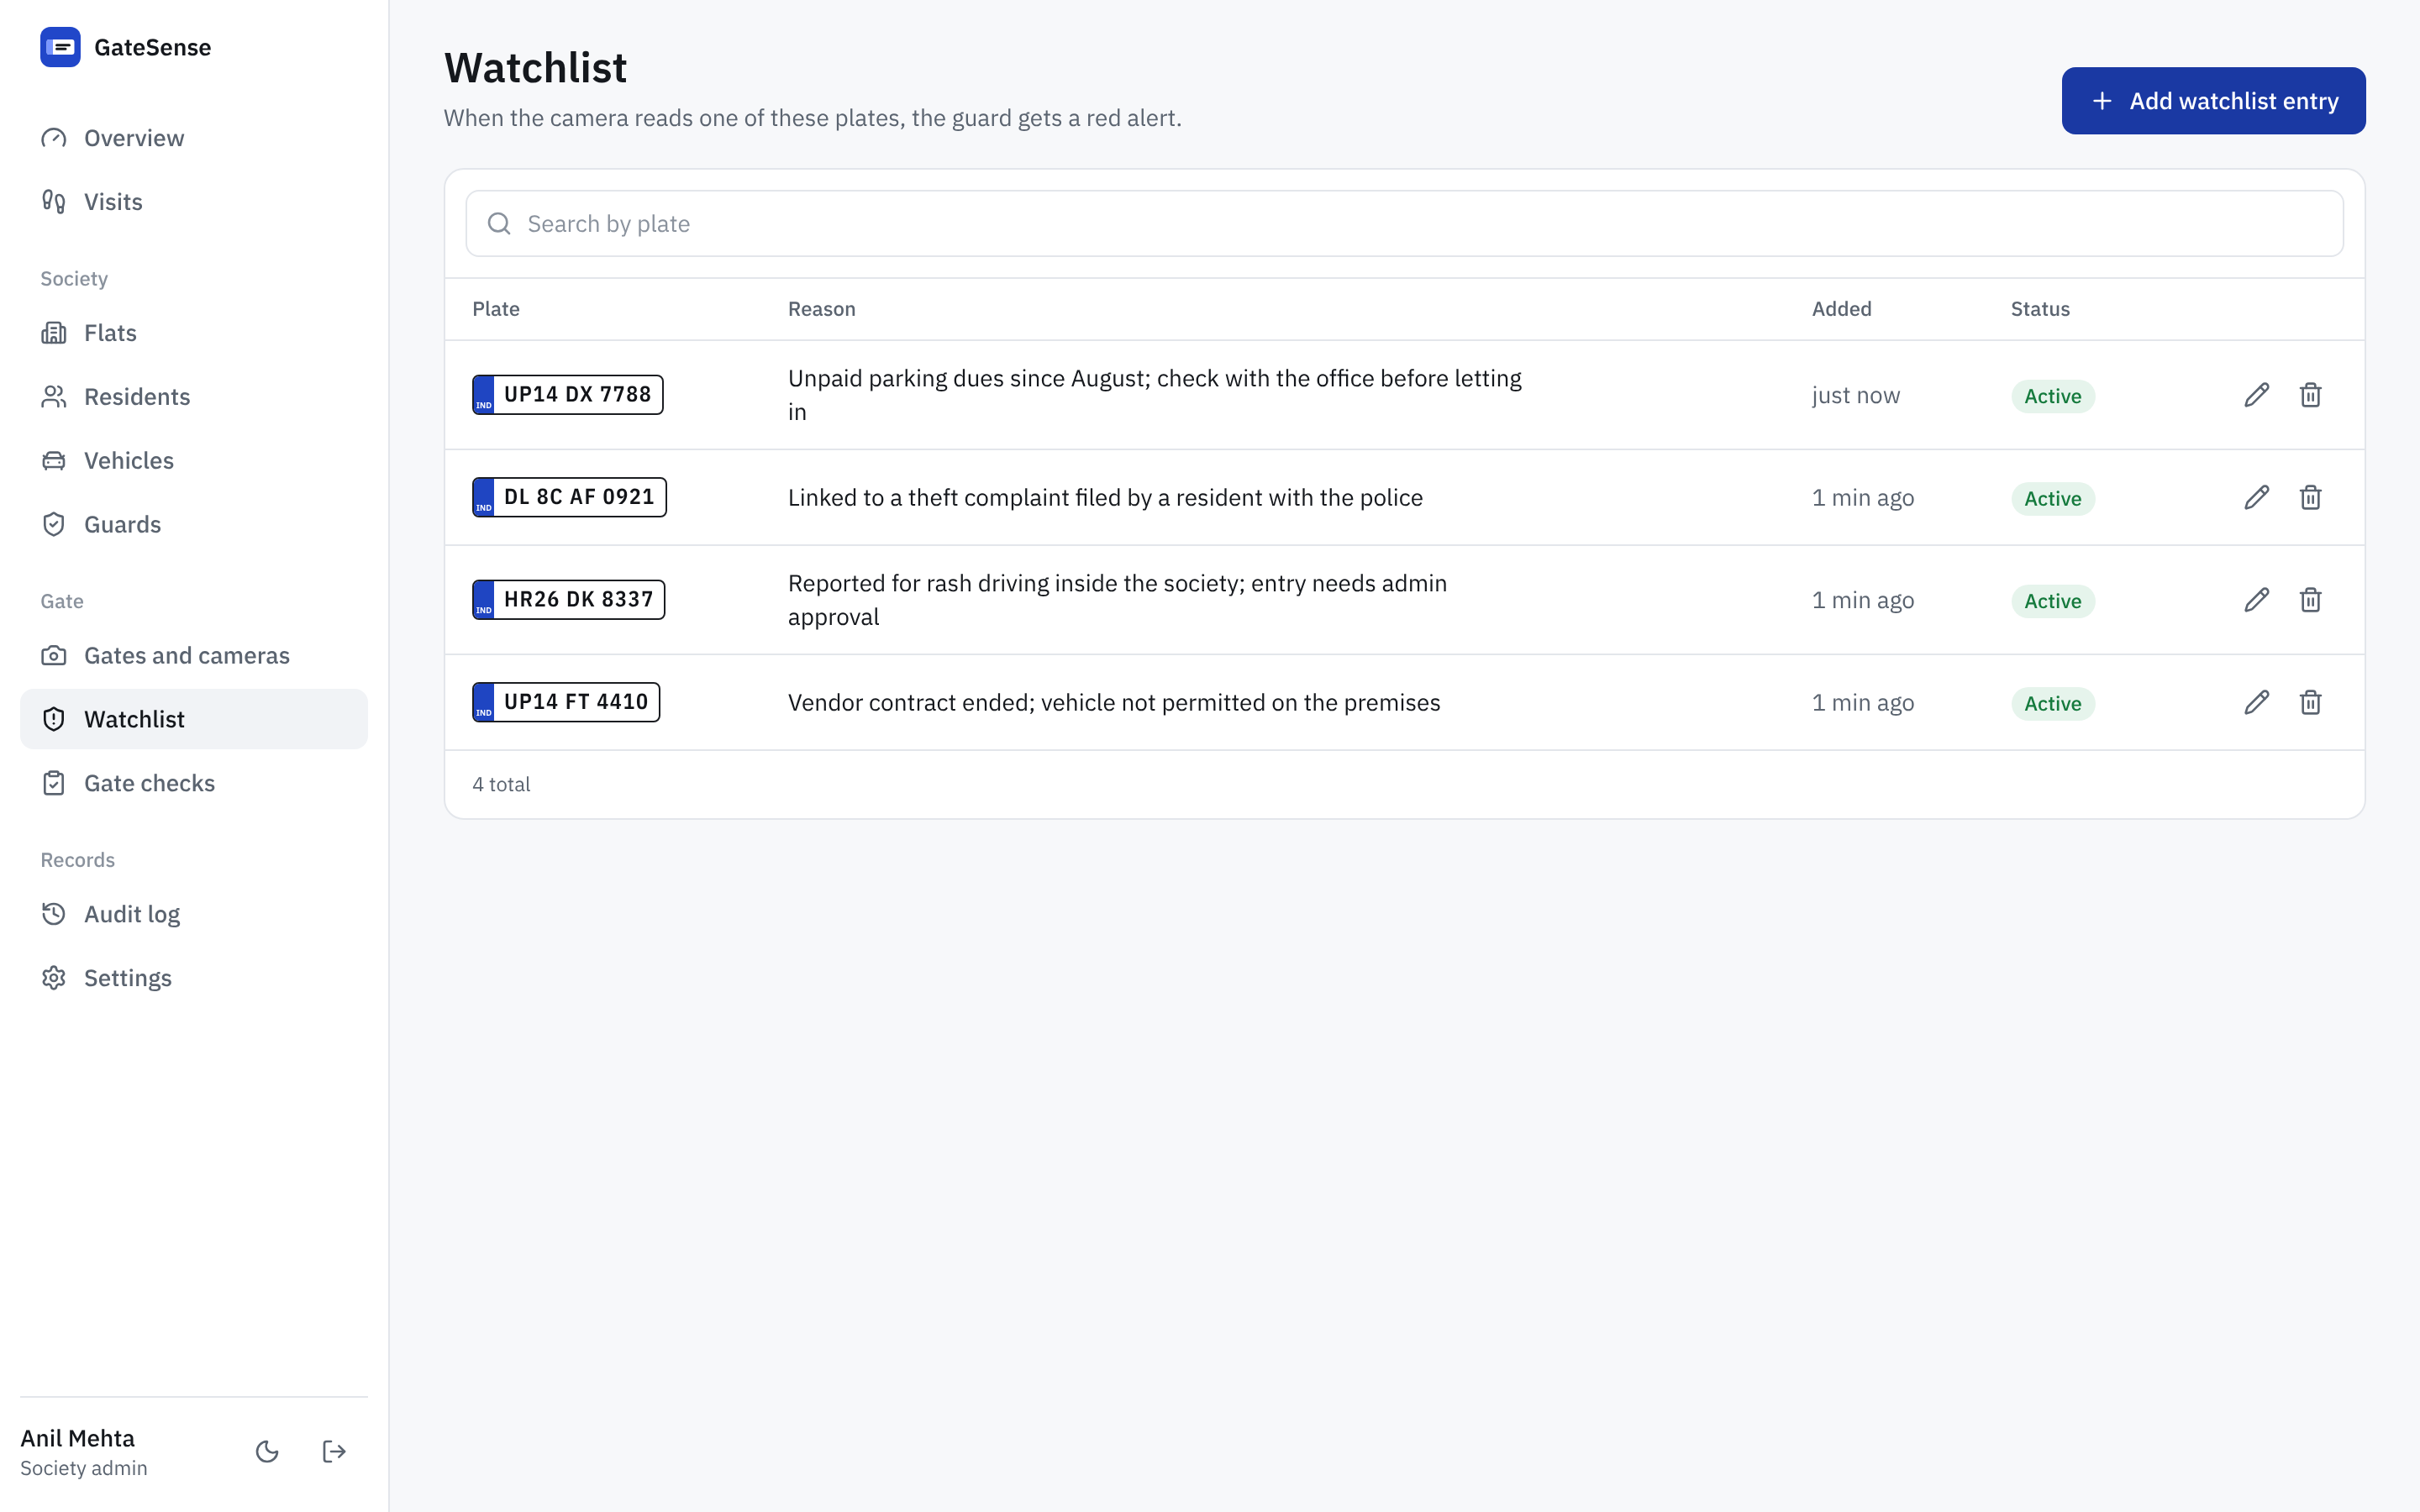 GateSense
Overview
Visits
Society
Flats
Residents
Vehicles
Guards
Gate
Gates and cameras
Watchlist
Gate checks
Records
Audit log
Settings
Anil Mehta
Society admin
Watchlist
When the camera reads one of these plates, the guard gets a red alert.
Add watchlist entry
Search by plate
Plate Reason Added Status
IND UP14 DX 7788 Unpaid parking dues since August; check with the office before letting
in
just now Active
IND DL 8C AF 0921 Linked to a theft complaint filed by a resident with the police 1 min ago Active
IND HR26 DK 8337 Reported for rash driving inside the society; entry needs admin
approval
1 min ago Active
IND UP14 FT 4410 Vendor contract ended; vehicle not permitted on the premises 1 min ago Active
4 total